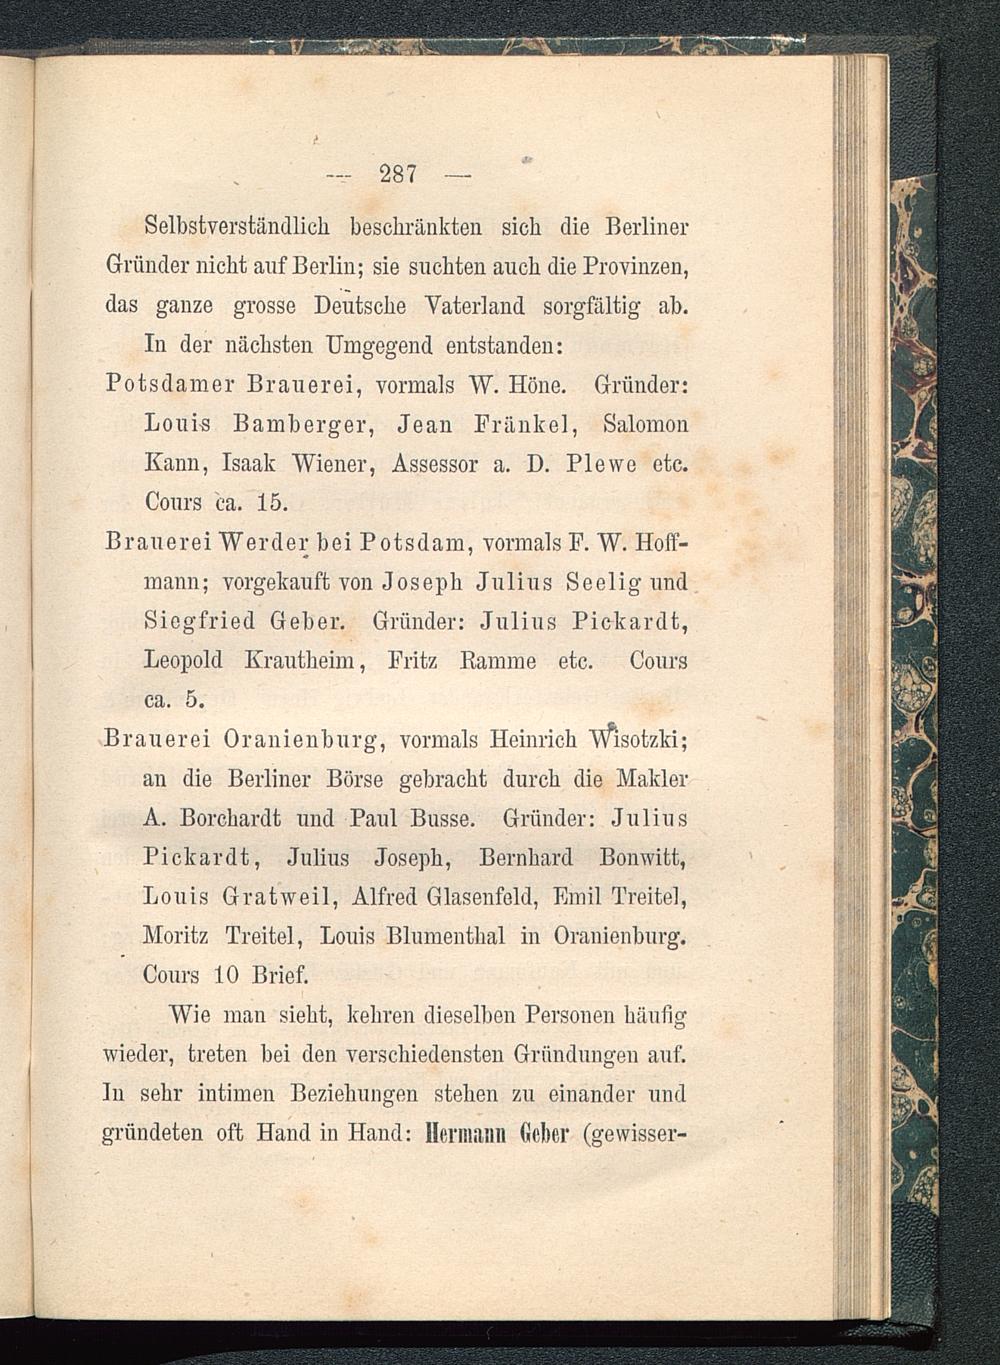 — 287 —
Selbstverständlich beschränkten sich die Berliner
Gründer nicht auf Berlin; sie suchten auch die Provinzen,
das ganze grosse Deutsche Vaterland sorgfältig ab.
In der nächsten Umgegend entstanden:
Potsdamer Brauerei, vormals W. Höne. Gründer:
Louis Bamberger, Jean Fränkel, Salomon
Kann, Isaak Wiener, Assessor a. D. Plewe etc.
Cours ca. 15.
Brauerei Werder bei Potsdam, vormals F. W. Hoff-
mann; vorgekauft von Joseph Julius Seelig und
Siegfried Geber. Gründer: Julius Pickardt,
Leopold Krautheim, Fritz Ramme etc. Cours
ca. 5.
Brauerei Oranienburg, vormals Heinrich Wisotzki;
an die Berliner Börse gebracht durch die Makler
A. Borchardt und Paul Busse. Gründer: Julius
Pickardt, Julius Joseph, Bernhard Bonwitt,
Louis Gratweil, Alfred Glasenfeld, Emil Treitel,
Moritz Treitel, Louis Blumenthal in Oranienburg.
Cours 10 Brief.
Wie man sieht, kehren dieselben Personen häufig
wieder, treten bei den verschiedensten Gründungen auf.
In sehr intimen Beziehungen stehen zu einander und
gründeten oft Hand in Hand: Hermann Geber (gewisser-